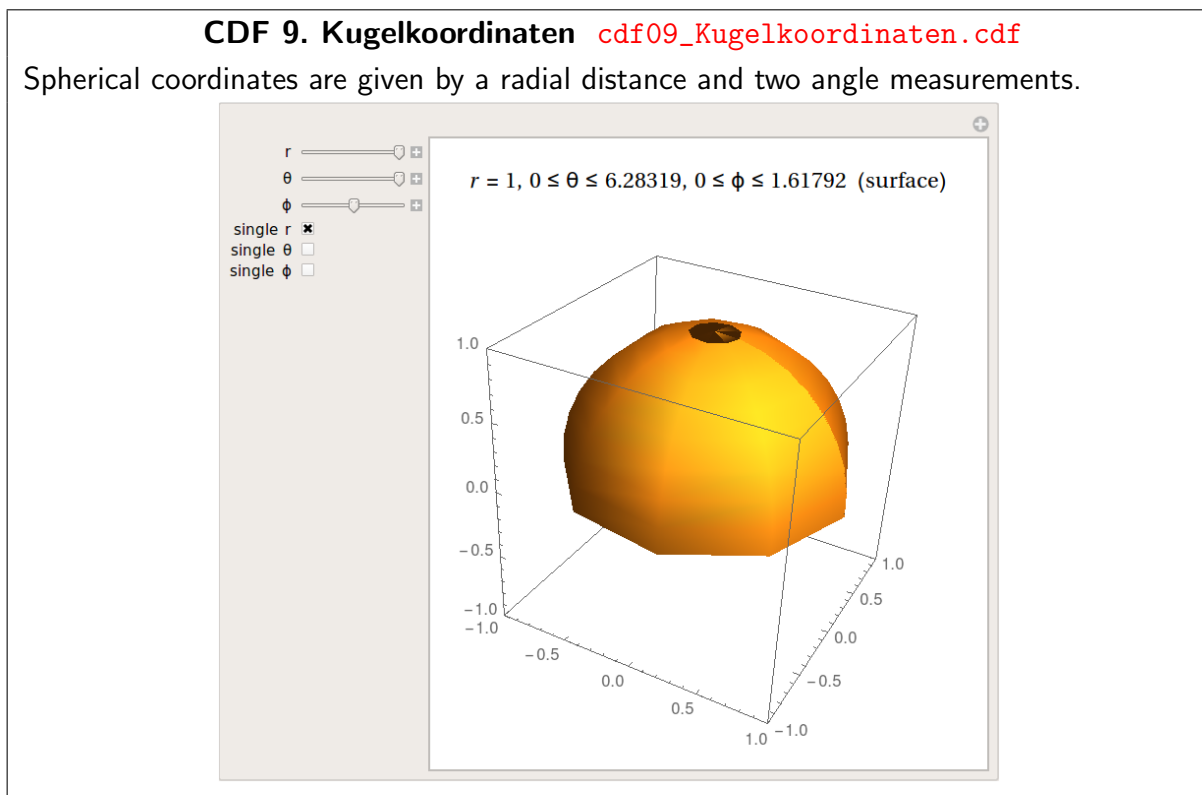 CDF 9. Kugelkoordinaten cdf09_Kugelkoordinaten.cdf
Spherical coordinates are given by a radial distance and two angle measurements.
r
θ
ϕ
single r
single θ
single ϕ
r = 1, 0 ≤ θ ≤ 6.28319, 0 ≤ ϕ ≤ 1.61792 (surface)
1.0
0.5
0.0
−0.5
−1.0
−1.0
−0.5
0.0
0.5
1.0
−1.0
−0.5
0.0
0.5
1.0